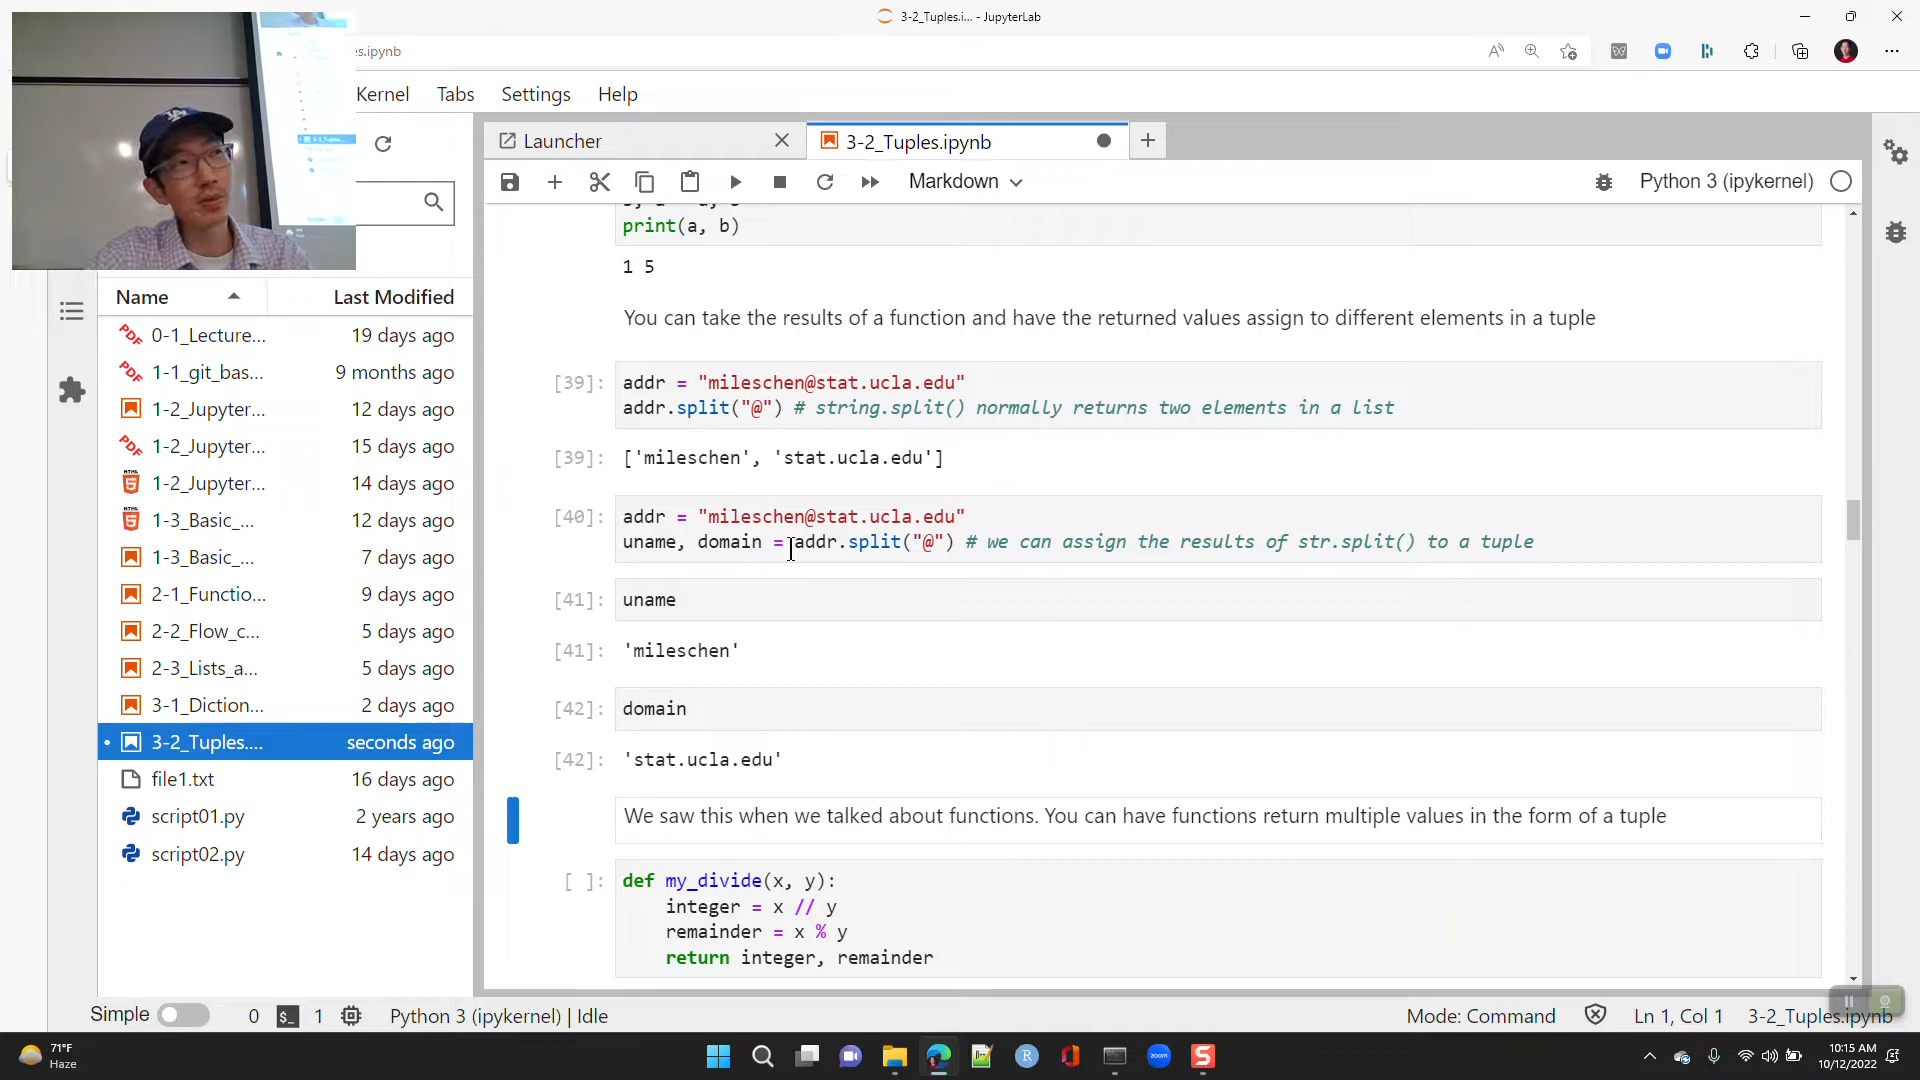 3-2_Tuples.i... - JupyterLab
es.ipynb
Kernel Tabs Settings Help
Launcher
3-2_Tuples.ipynb
Markdown
Python 3 (ipykernel)
print(a, b)
1 5
You can take the results of a function and have the returned values assign to different elements in a tuple
[39]: addr = "mileschen@stat.ucla.edu"
addr.split("@") # string.split() normally returns two elements in a list
[39]: ['mileschen', 'stat.ucla.edu']
[40]: addr = "mileschen@stat.ucla.edu"
uname, domain = addr.split("@") # we can assign the results of str.split() to a tuple
[41]: uname
[41]: 'mileschen'
[42]: domain
[42]: 'stat.ucla.edu'
We saw this when we talked about functions. You can have functions return multiple values in the form of a tuple
[ ]: def my_divide(x, y):
integer = x // y
remainder = x % y
return integer, remainder
Name Last Modified
0-1_Lecture... 19 days ago
1-1_git_bas... 9 months ago
1-2_Jupyter... 12 days ago
1-2_Jupyter... 15 days ago
1-2_Jupyter... 14 days ago
1-3_Basic_... 12 days ago
1-3_Basic_... 7 days ago
2-1_Functio... 9 days ago
2-2_Flow_c... 5 days ago
2-3_Lists_a... 5 days ago
3-1_Diction... 2 days ago
3-2_Tuples.... seconds ago
file1.txt 16 days ago
script01.py 2 years ago
script02.py 14 days ago
Simple 0 1 Python 3 (ipykernel) | Idle
Mode: Command Ln 1, Col 1 3-2_Tuples.ipynb
71°F
Haze
10:15 AM
10/12/2022